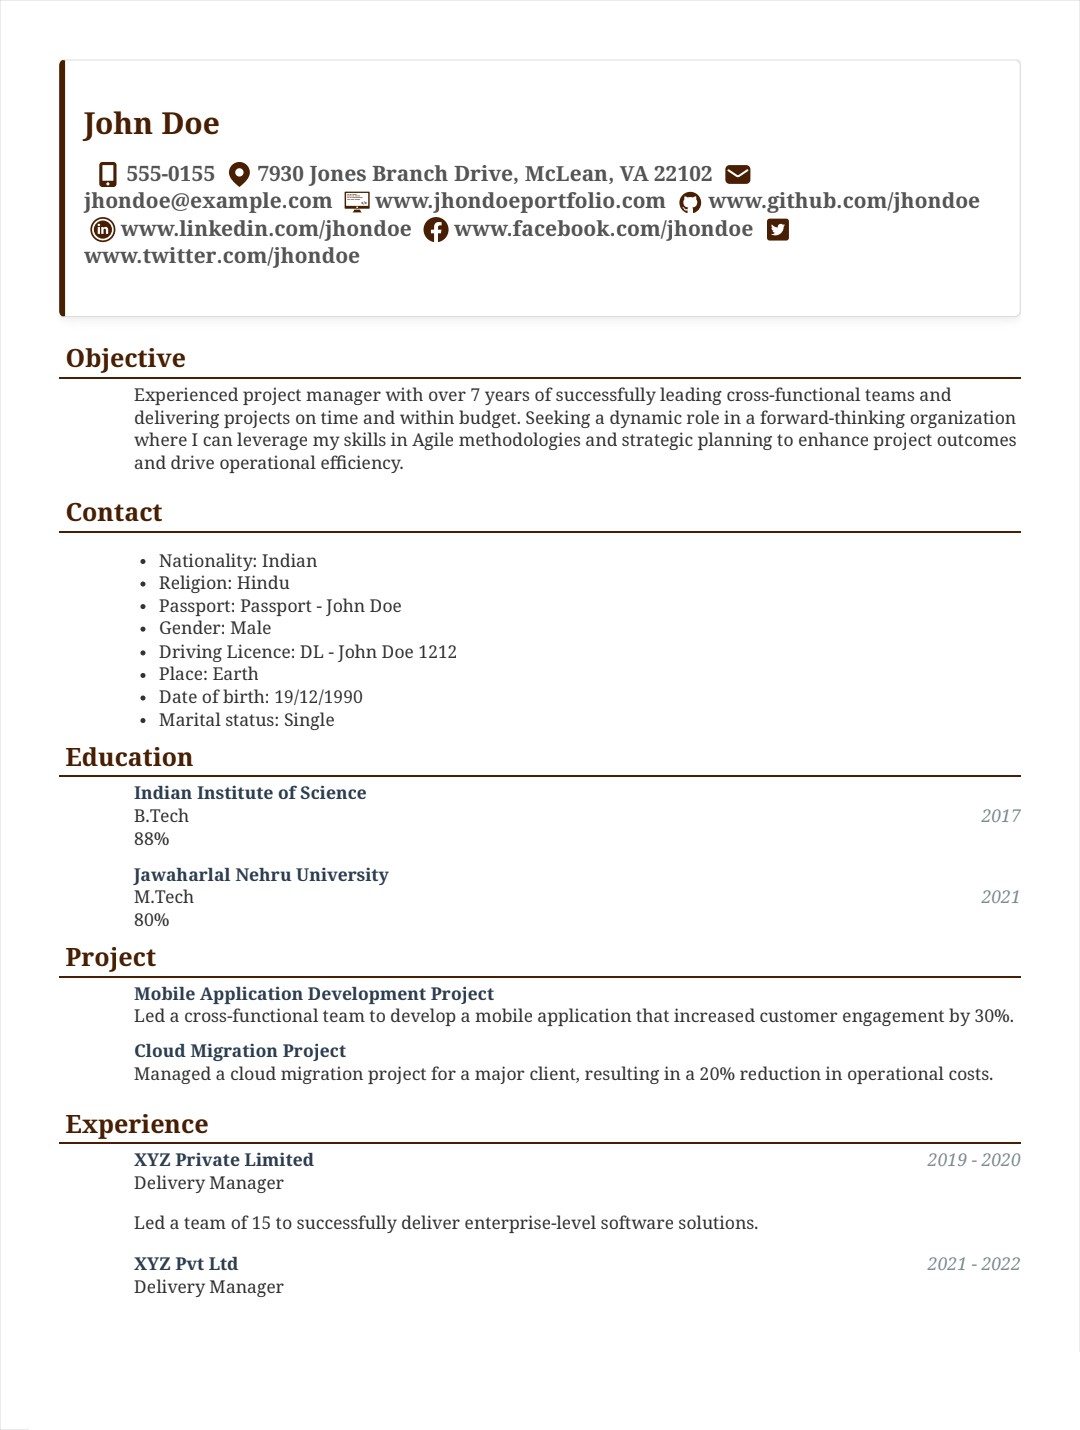 John Doe
555-0155 7930 Jones Branch Drive, McLean, VA 22102
jhondoe@example.com www.jhondoeportfolio.com www.github.com/jhondoe
www.linkedin.com/jhondoe www.facebook.com/jhondoe
www.twitter.com/jhondoe
Objective
Experienced project manager with over 7 years of successfully leading cross-functional teams and
delivering projects on time and within budget. Seeking a dynamic role in a forward-thinking organization
where I can leverage my skills in Agile methodologies and strategic planning to enhance project outcomes
and drive operational efficiency.
Contact
• Nationality: Indian
• Religion: Hindu
• Passport: Passport - John Doe
• Gender: Male
• Driving Licence: DL - John Doe 1212
• Place: Earth
• Date of birth: 19/12/1990
• Marital status: Single
Education
Indian Institute of Science
B.Tech 2017
88%
Jawaharlal Nehru University
M.Tech 2021
80%
Project
Mobile Application Development Project
Led a cross-functional team to develop a mobile application that increased customer engagement by 30%.
Cloud Migration Project
Managed a cloud migration project for a major client, resulting in a 20% reduction in operational costs.
Experience
XYZ Private Limited 2019 - 2020
Delivery Manager
Led a team of 15 to successfully deliver enterprise-level software solutions.
XYZ Pvt Ltd 2021 - 2022
Delivery Manager